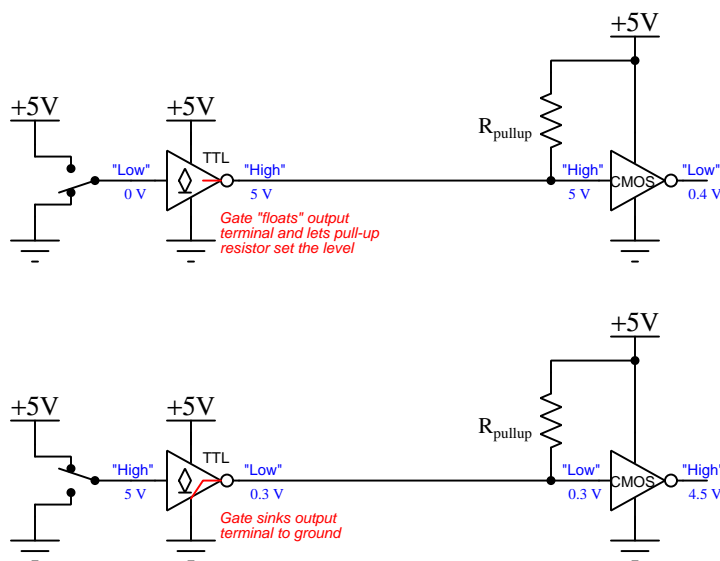 +5V
+5V
+5V
R pullup
"Low"
0 V
TTL
"High"
5 V
"High"
5 V
CMOS
"Low"
0.4 V
Gate "floats" output
terminal and lets pull-up
resistor set the level
+5V
+5V
+5V
R pullup
"High"
5 V
TTL
"Low"
0.3 V
"Low"
0.3 V
CMOS
"High"
4.5 V
Gate sinks output
terminal to ground